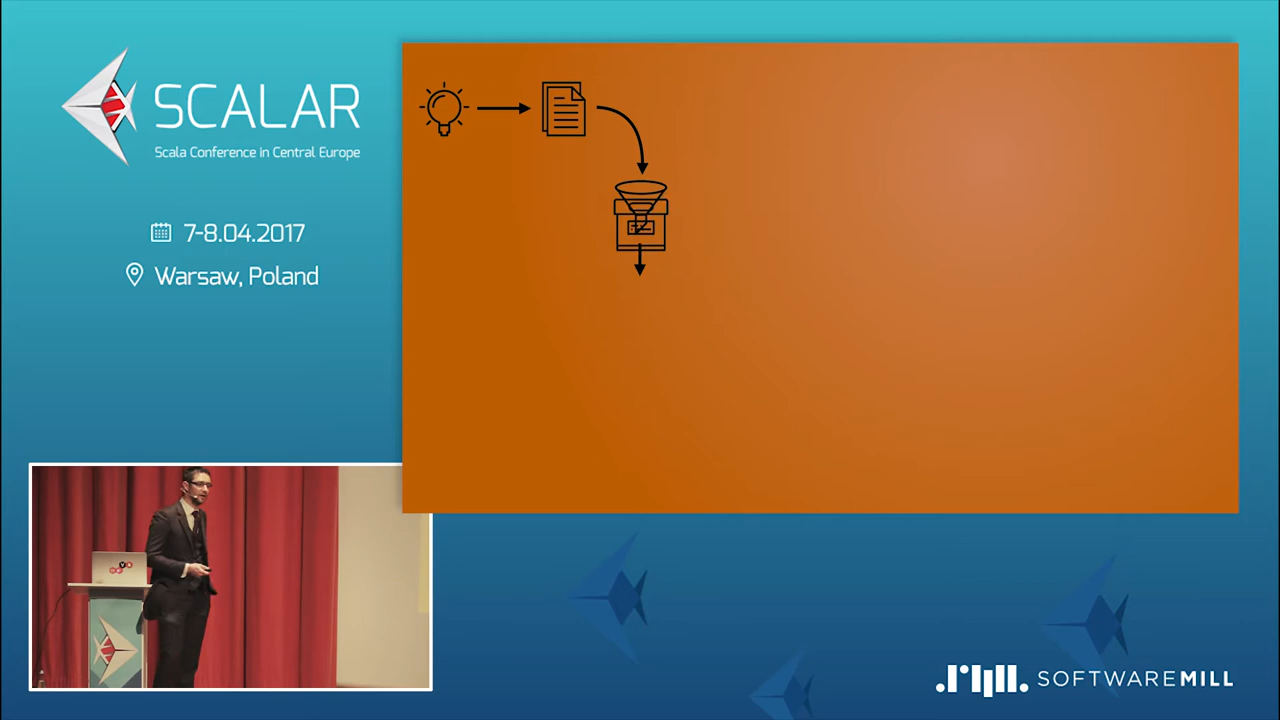 SCALAR
Scala Conference in Central Europe
7-8.04.2017
Warsaw, Poland
SOFTWAREMILL